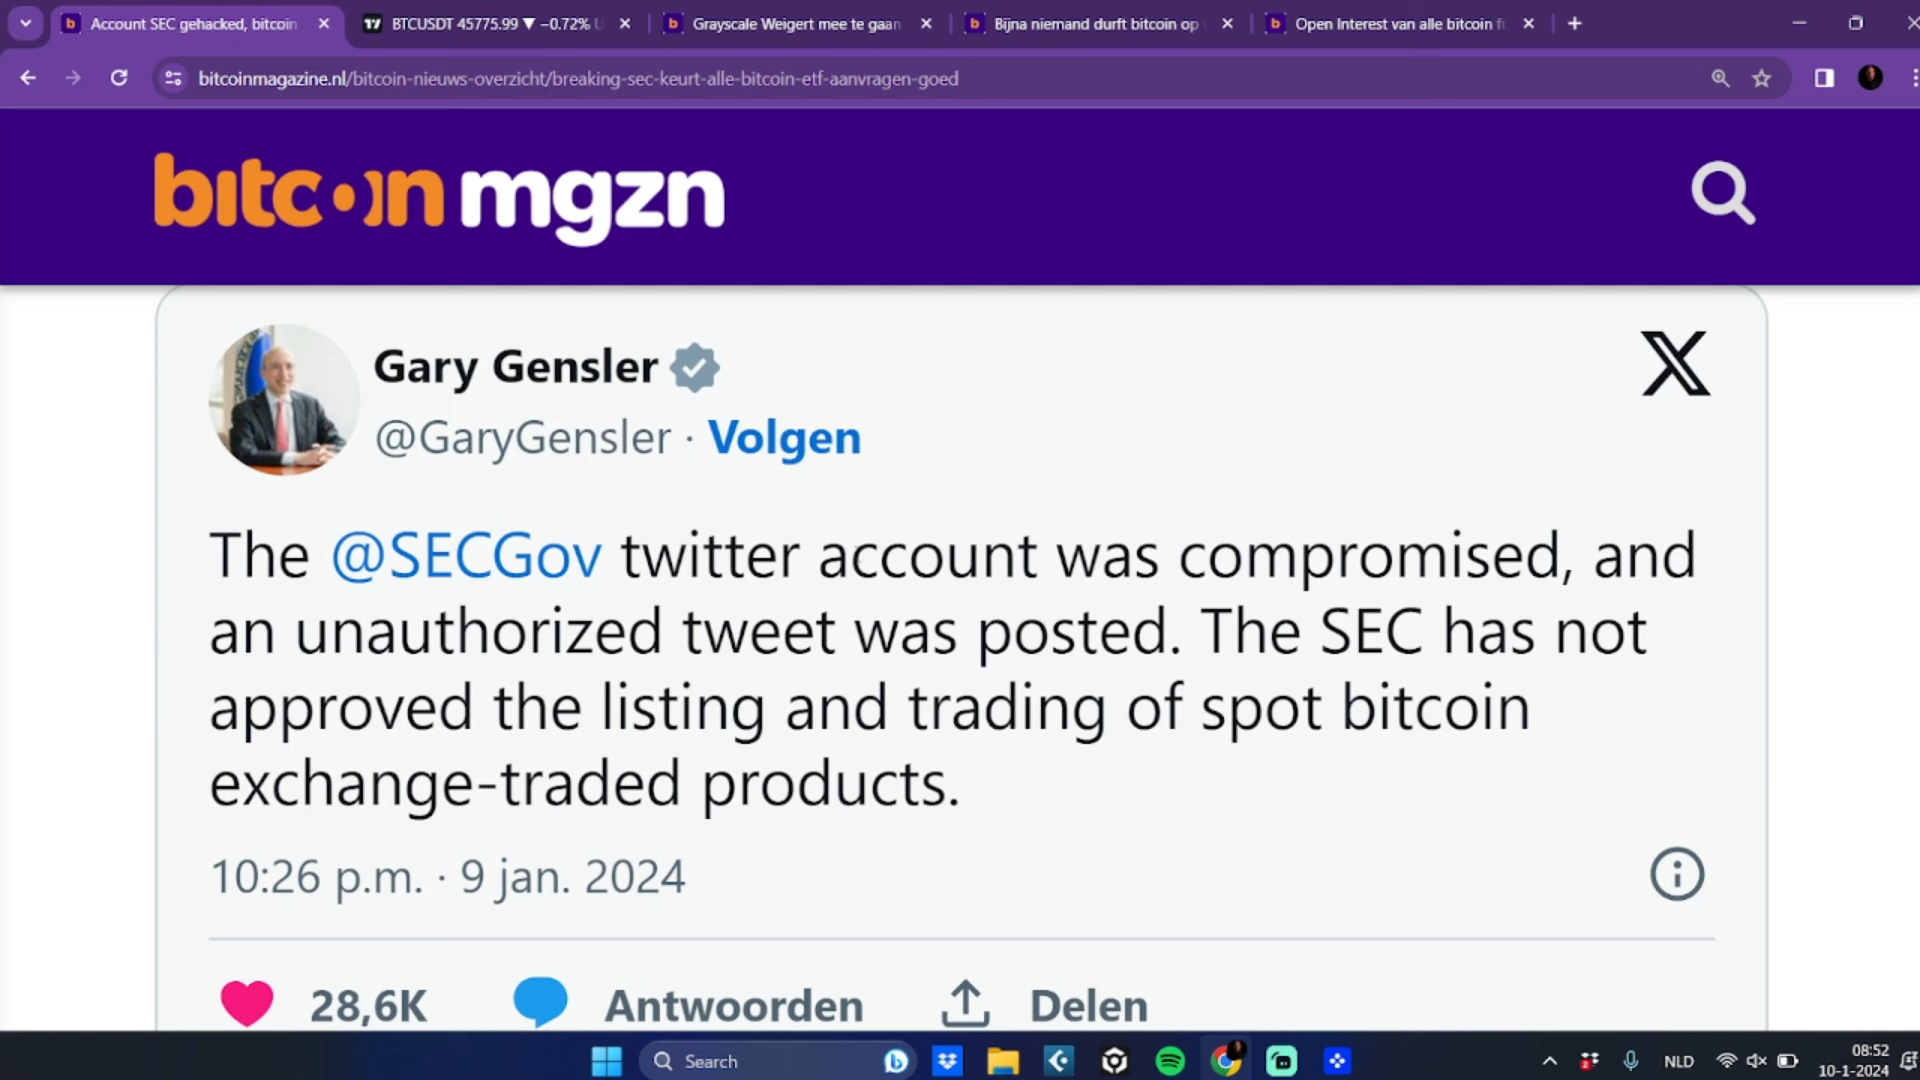 Account SEC gehacked, bitcoin
BTCUSDT 45775.99 ▼ −0.72%
Grayscale Weigert mee te gaan
Bijna niemand durft bitcoin op
Open Interest van alle bitcoin f
bitcoinmagazine.nl/bitcoin-nieuws-overzicht/breaking-sec-keurt-alle-bitcoin-etf-aanvragen-goed
bitcoin mgzn
Gary Gensler
@GaryGensler · Volgen
The @SECGov twitter account was compromised, and
an unauthorized tweet was posted. The SEC has not
approved the listing and trading of spot bitcoin
exchange-traded products.
10:26 p.m. · 9 jan. 2024
28,6K Antwoorden Delen
Search
NLD
08:52
10-1-2024